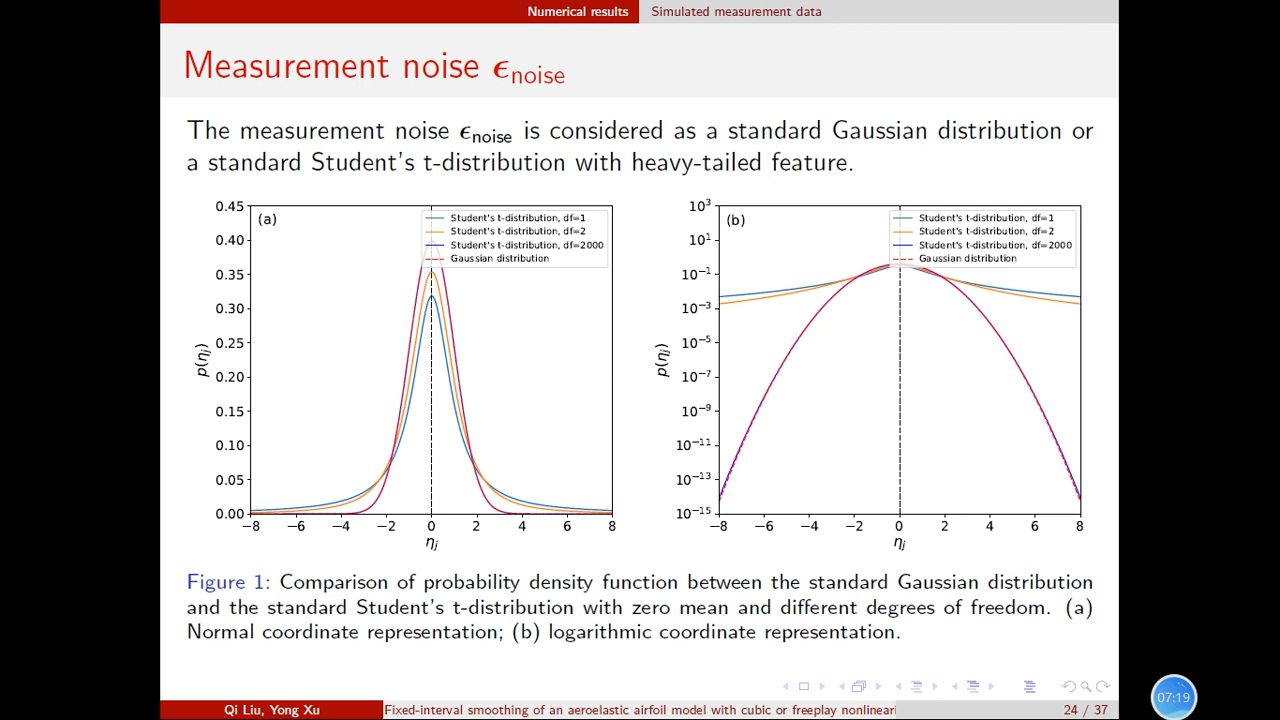 Numerical results Simulated measurement data
Measurement noise ϵnoise
The measurement noise ϵnoise is considered as a standard Gaussian distribution or
a standard Student's t-distribution with heavy-tailed feature.
(a)
Student's t-distribution, df=1
Student's t-distribution, df=2
Student's t-distribution, df=2000
Gaussian distribution
0.45
0.40
0.35
0.30
0.25
0.20
0.15
0.10
0.05
0.00
p(ηj)
−8 −6 −4 −2 0 2 4 6 8
ηj
(b)
Student's t-distribution, df=1
Student's t-distribution, df=2
Student's t-distribution, df=2000
Gaussian distribution
10³
10¹
10⁻¹
10⁻³
10⁻⁵
10⁻⁷
10⁻⁹
10⁻¹¹
10⁻¹³
10⁻¹⁵
p(ηj)
−8 −6 −4 −2 0 2 4 6 8
ηj
Figure 1: Comparison of probability density function between the standard Gaussian distribution
and the standard Student's t-distribution with zero mean and different degrees of freedom. (a)
Normal coordinate representation; (b) logarithmic coordinate representation.
07:19
Qi Liu, Yong Xu Fixed-interval smoothing of an aeroelastic airfoil model with cubic or freeplay nonlineari 24 / 37